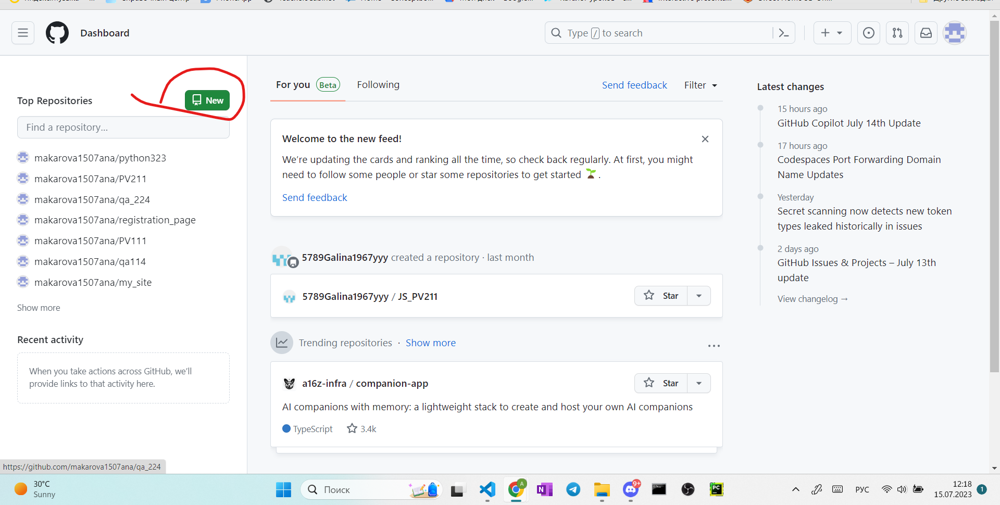 Dashboard
Type / to search
Top Repositories
New
Find a repository...
makarova1507ana/python323
makarova1507ana/PV211
makarova1507ana/qa_224
makarova1507ana/registration_page
makarova1507ana/PV111
makarova1507ana/qa114
makarova1507ana/my_site
Show more
Recent activity
When you take actions across GitHub, we’ll
provide links to that activity here.
For you Beta Following
Send feedback Filter
Welcome to the new feed!
We’re updating the cards and ranking all the time, so check back regularly. At first, you might
need to follow some people or star some repositories to get started .
Send feedback
5789Galina1967yyy created a repository · last month
5789Galina1967yyy / JS_PV211
Star
Trending repositories · Show more
a16z-infra / companion-app
Star
AI companions with memory: a lightweight stack to create and host your own AI companions
TypeScript 3.4k
Latest changes
15 hours ago
GitHub Copilot July 14th Update
17 hours ago
Codespaces Port Forwarding Domain
Name Updates
Yesterday
Secret scanning now detects new token
types leaked historically in issues
2 days ago
GitHub Issues & Projects – July 13th
update
View changelog →
https://github.com/makarova1507ana/qa_224
30°C
Sunny
Поиск
A
N
9+
PC
РУС
12:18
15.07.2023
1